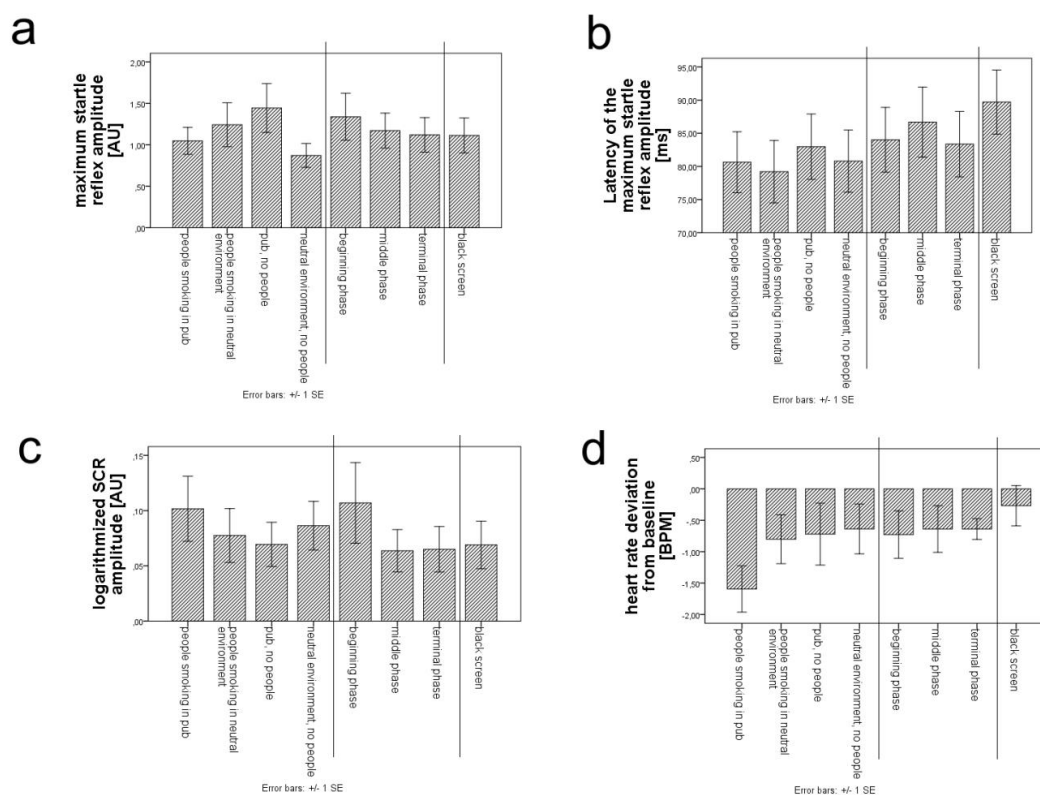 a
maximum startle
reflex amplitude
[AU]
2,00
1,50
1,00
,50
,00
people smoking in pub
people smoking in neutral
environment
pub, no people
neutral environment, no people
beginning phase
middle phase
terminal phase
black screen
Error bars: +/- 1 SE
b
Latency of the
maximum startle
reflex amplitude
[ms]
95,00
90,00
85,00
80,00
75,00
70,00
people smoking in pub
people smoking in neutral
environment
pub, no people
neutral environment, no people
beginning phase
middle phase
terminal phase
black screen
Error bars: +/- 1 SE
c
logarithmized SCR
amplitude [AU]
,15
,10
,05
,00
people smoking in pub
people smoking in neutral
environment
pub, no people
neutral environment, no people
beginning phase
middle phase
terminal phase
black screen
Error bars: +/- 1 SE
d
heart rate deviation
from baseline
[BPM]
,50
,00
-,50
-1,00
-1,50
-2,00
people smoking in pub
people smoking in neutral
environment
pub, no people
neutral environment, no people
beginning phase
middle phase
terminal phase
black screen
Error bars: +/- 1 SE